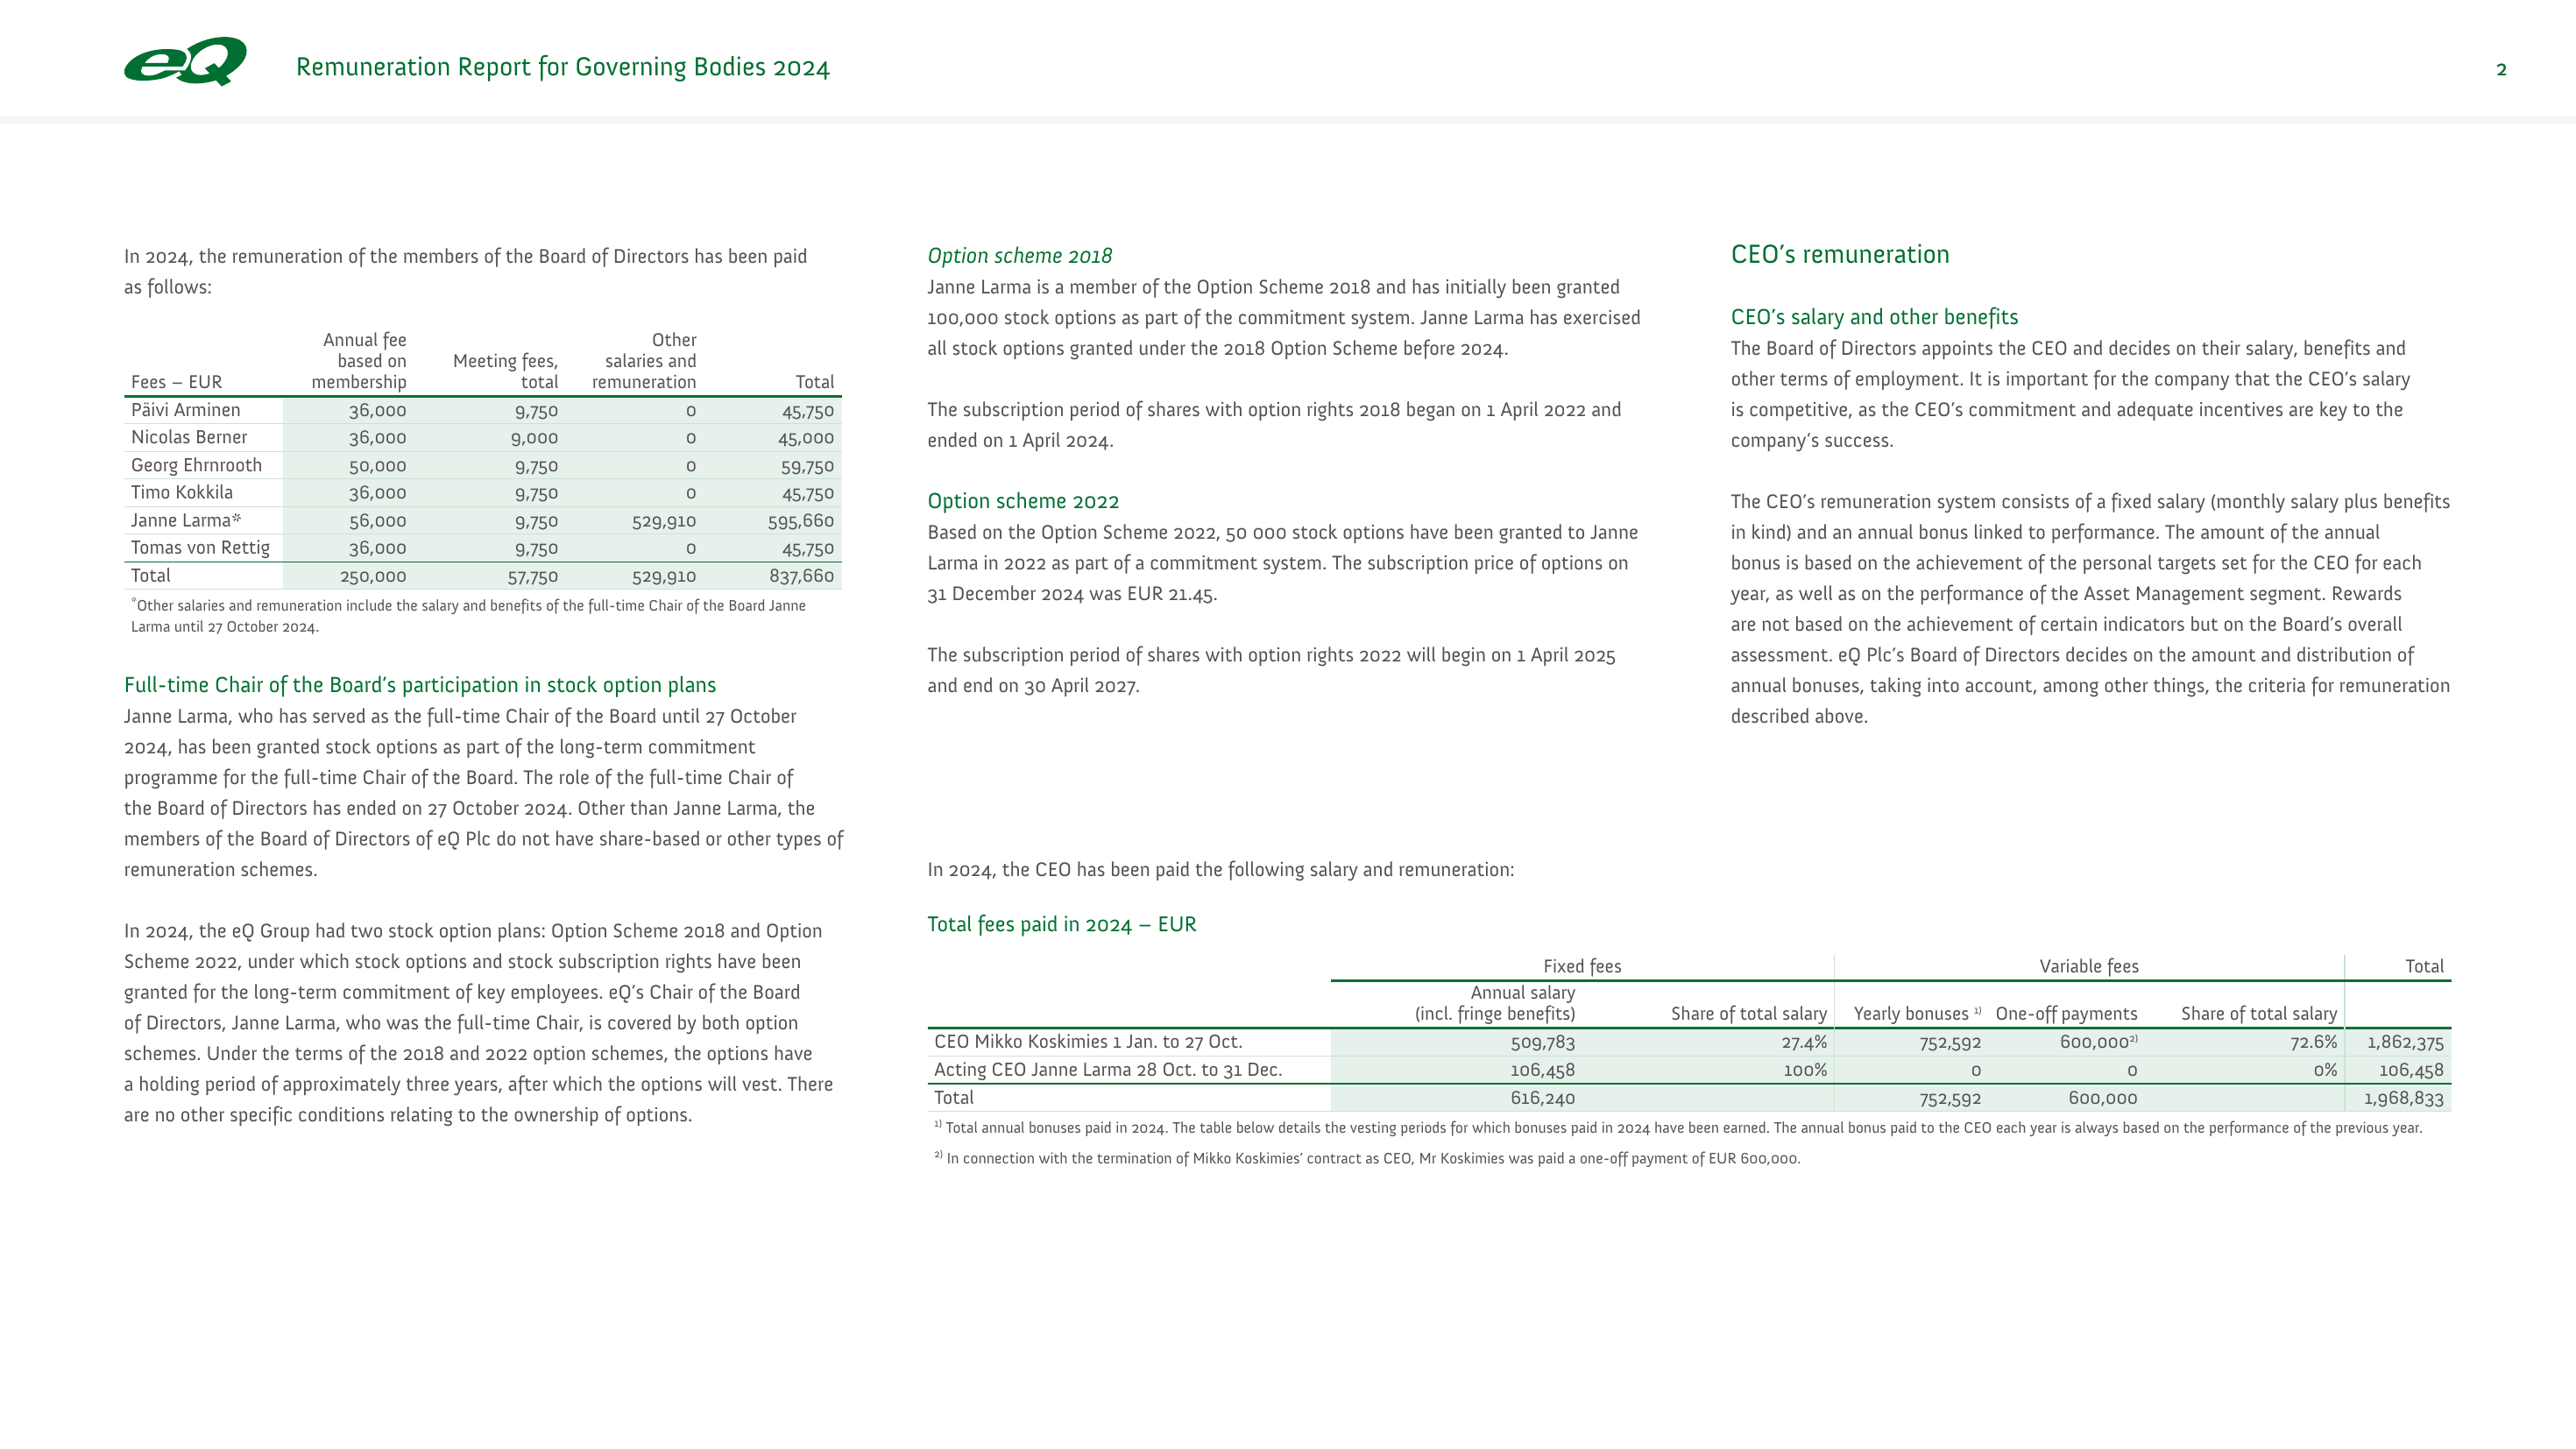 eQ
Remuneration Report for Governing Bodies 2024
2
In 2024, the remuneration of the members of the Board of Directors has been paid
as follows:
Annual fee Other
based on Meeting fees, salaries and
Fees – EUR membership total remuneration Total
Päivi Arminen 36,000 9,750 0 45,750
Nicolas Berner 36,000 9,000 0 45,000
Georg Ehrnrooth 50,000 9,750 0 59,750
Timo Kokkila 36,000 9,750 0 45,750
Janne Larma* 56,000 9,750 529,910 595,660
Tomas von Rettig 36,000 9,750 0 45,750
Total 250,000 57,750 529,910 837,660
*Other salaries and remuneration include the salary and benefits of the full-time Chair of the Board Janne
Larma until 27 October 2024.
Full-time Chair of the Board's participation in stock option plans
Janne Larma, who has served as the full-time Chair of the Board until 27 October
2024, has been granted stock options as part of the long-term commitment
programme for the full-time Chair of the Board. The role of the full-time Chair of
the Board of Directors has ended on 27 October 2024. Other than Janne Larma, the
members of the Board of Directors of eQ Plc do not have share-based or other types of
remuneration schemes.
In 2024, the eQ Group had two stock option plans: Option Scheme 2018 and Option
Scheme 2022, under which stock options and stock subscription rights have been
granted for the long-term commitment of key employees. eQ's Chair of the Board
of Directors, Janne Larma, who was the full-time Chair, is covered by both option
schemes. Under the terms of the 2018 and 2022 option schemes, the options have
a holding period of approximately three years, after which the options will vest. There
are no other specific conditions relating to the ownership of options.
Option scheme 2018
Janne Larma is a member of the Option Scheme 2018 and has initially been granted
100,000 stock options as part of the commitment system. Janne Larma has exercised
all stock options granted under the 2018 Option Scheme before 2024.
The subscription period of shares with option rights 2018 began on 1 April 2022 and
ended on 1 April 2024.
Option scheme 2022
Based on the Option Scheme 2022, 50 000 stock options have been granted to Janne
Larma in 2022 as part of a commitment system. The subscription price of options on
31 December 2024 was EUR 21.45.
The subscription period of shares with option rights 2022 will begin on 1 April 2025
and end on 30 April 2027.
CEO's remuneration
CEO's salary and other benefits
The Board of Directors appoints the CEO and decides on their salary, benefits and
other terms of employment. It is important for the company that the CEO's salary
is competitive, as the CEO's commitment and adequate incentives are key to the
company's success.
The CEO's remuneration system consists of a fixed salary (monthly salary plus benefits
in kind) and an annual bonus linked to performance. The amount of the annual
bonus is based on the achievement of the personal targets set for the CEO for each
year, as well as on the performance of the Asset Management segment. Rewards
are not based on the achievement of certain indicators but on the Board's overall
assessment. eQ Plc's Board of Directors decides on the amount and distribution of
annual bonuses, taking into account, among other things, the criteria for remuneration
described above.
In 2024, the CEO has been paid the following salary and remuneration:
Total fees paid in 2024 – EUR
Fixed fees Variable fees Total
Annual salary
(incl. fringe benefits) Share of total salary Yearly bonuses 1) One-off payments Share of total salary
CEO Mikko Koskimies 1 Jan. to 27 Oct. 509,783 27.4% 752,592 600,000 2) 72.6% 1,862,375
Acting CEO Janne Larma 28 Oct. to 31 Dec. 106,458 100% 0 0 0% 106,458
Total 616,240 752,592 600,000 1,968,833
1) Total annual bonuses paid in 2024. The table below details the vesting periods for which bonuses paid in 2024 have been earned. The annual bonus paid to the CEO each year is always based on the performance of the previous year.
2) In connection with the termination of Mikko Koskimies' contract as CEO, Mr Koskimies was paid a one-off payment of EUR 600,000.